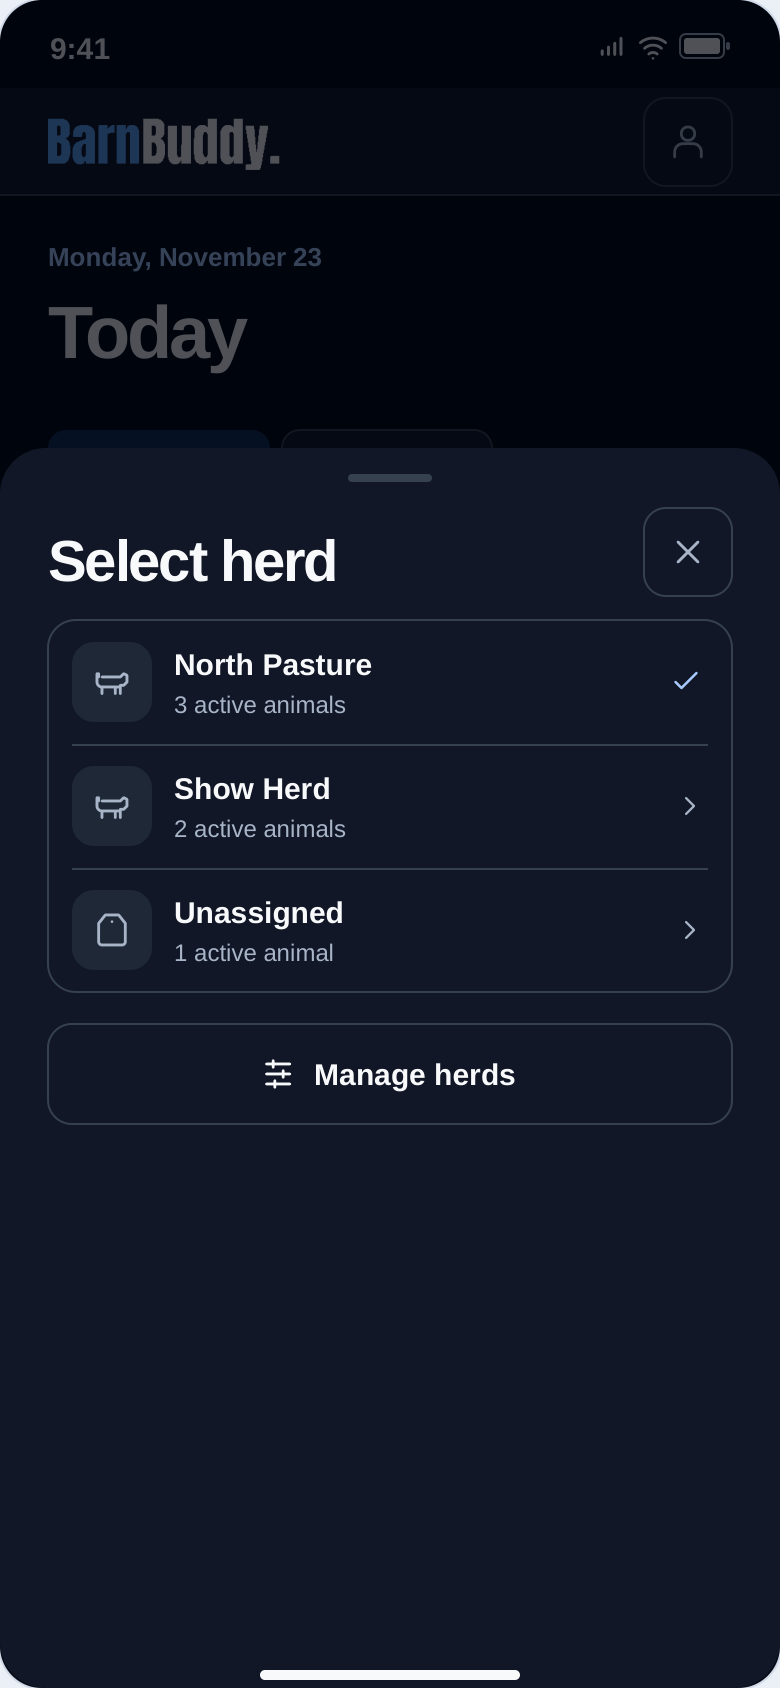 9:41
BarnBuddy.
Monday, November 23
Today
Select herd
North Pasture
3 active animals
Show Herd
2 active animals
Unassigned
1 active animal
Manage herds